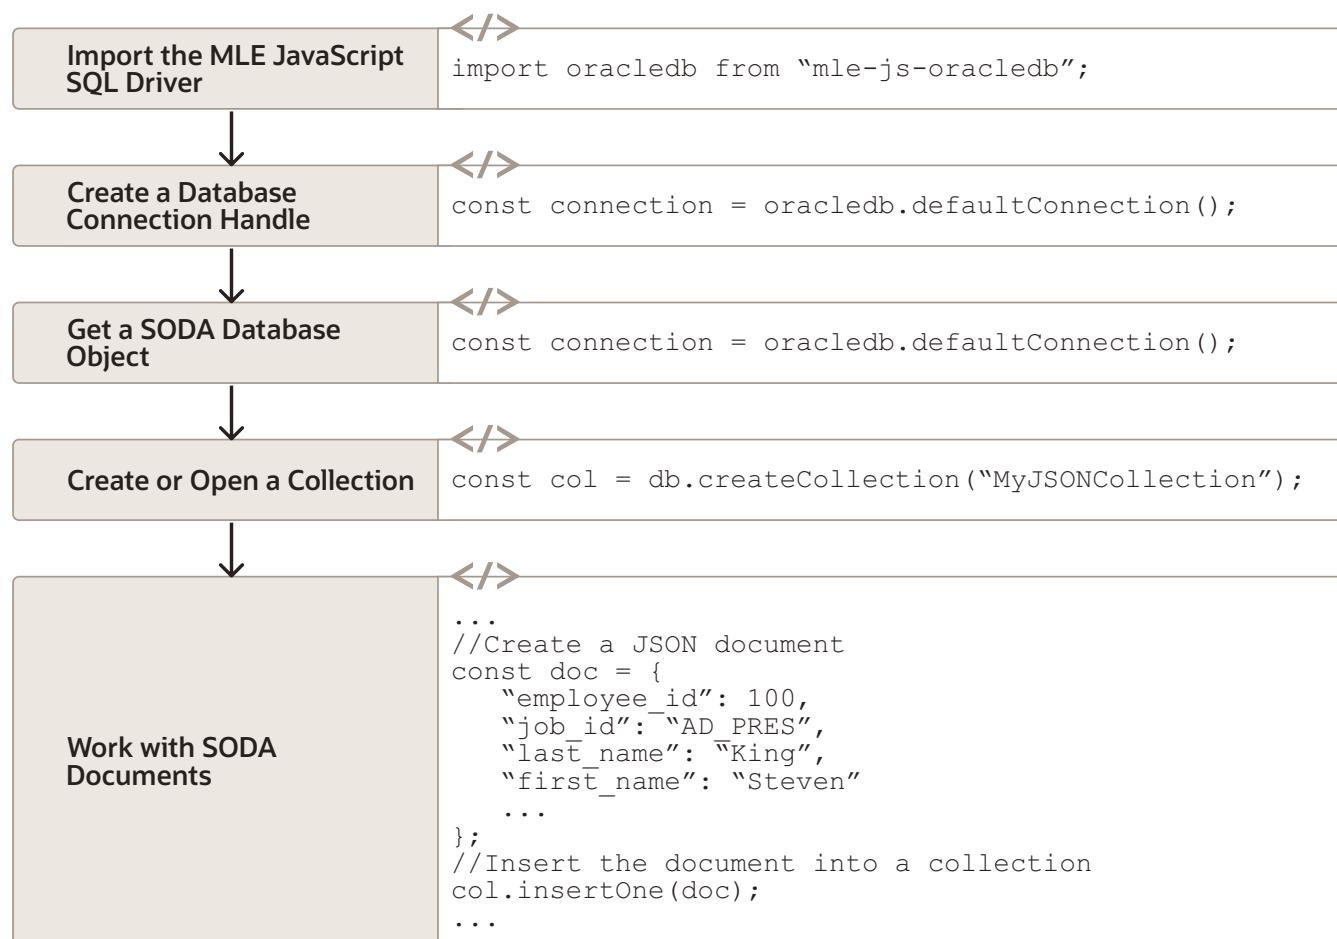 Import the MLE JavaScript
SQL Driver
</>
import oracledb from “mle-js-oracledb”;
Create a Database
Connection Handle
</>
const connection = oracledb.defaultConnection();
Get a SODA Database
Object
</>
const connection = oracledb.defaultConnection();
Create or Open a Collection
</>
const col = db.createCollection(“MyJSONCollection”);
Work with SODA
Documents
</>
...
//Create a JSON document
const doc = {
“employee_id”: 100,
“job_id”: “AD_PRES”,
“last_name”: “King”,
“first_name”: “Steven”
...
};
//Insert the document into a collection
col.insertOne(doc);
...